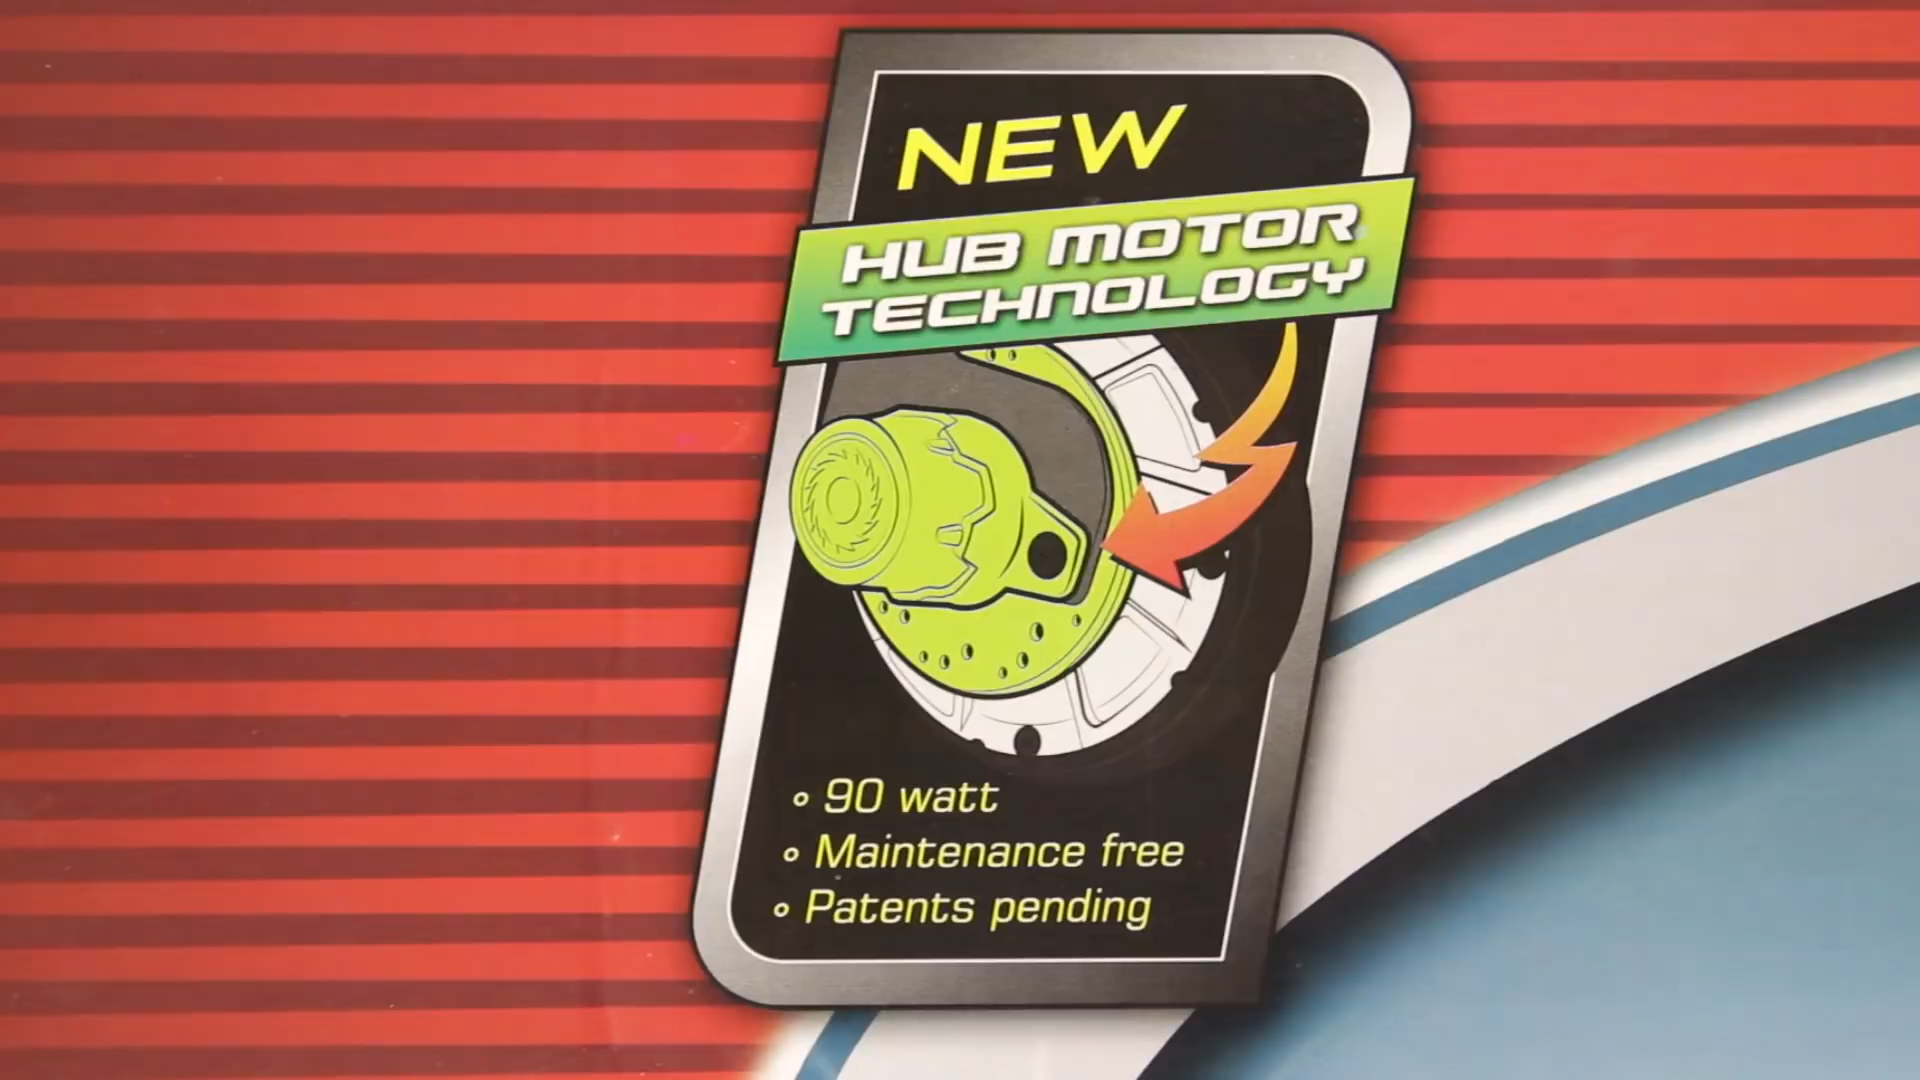 NEW
HUB MOTOR
TECHNOLOGY
◦ 90 watt
◦ Maintenance free
◦ Patents pending